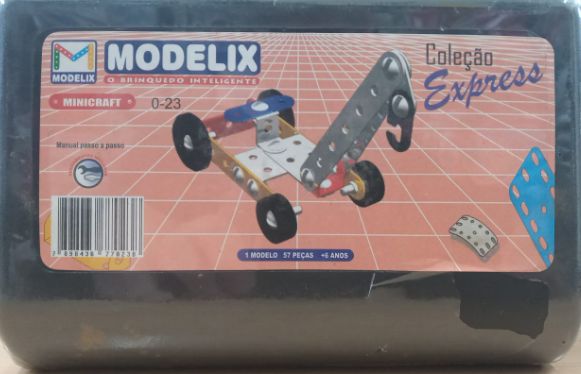 MODELIX
MODELIX
O BRINQUEDO INTELIGENTE
Coleção
Express
MINICRAFT
0-23
Manual passo a passo
1 MODELO 57 PEÇAS +6 ANOS